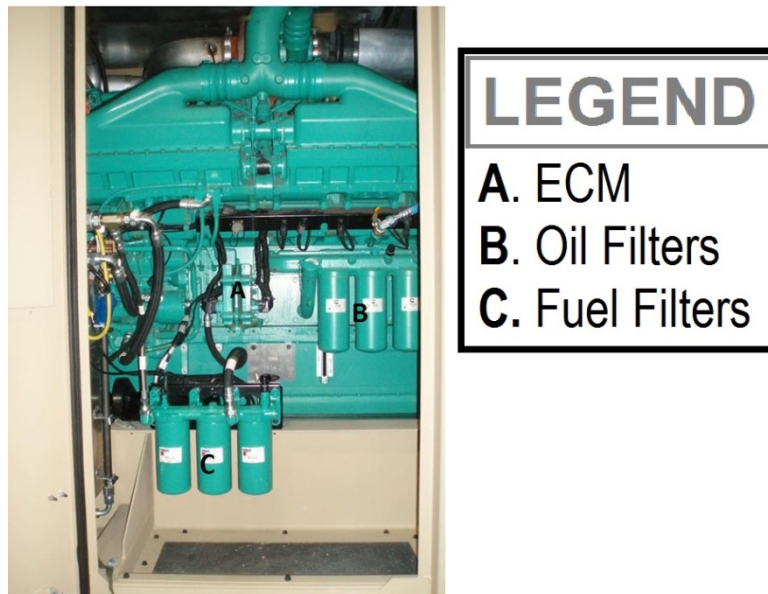 LEGEND
A. ECM
B. Oil Filters
C. Fuel Filters
A
B
C